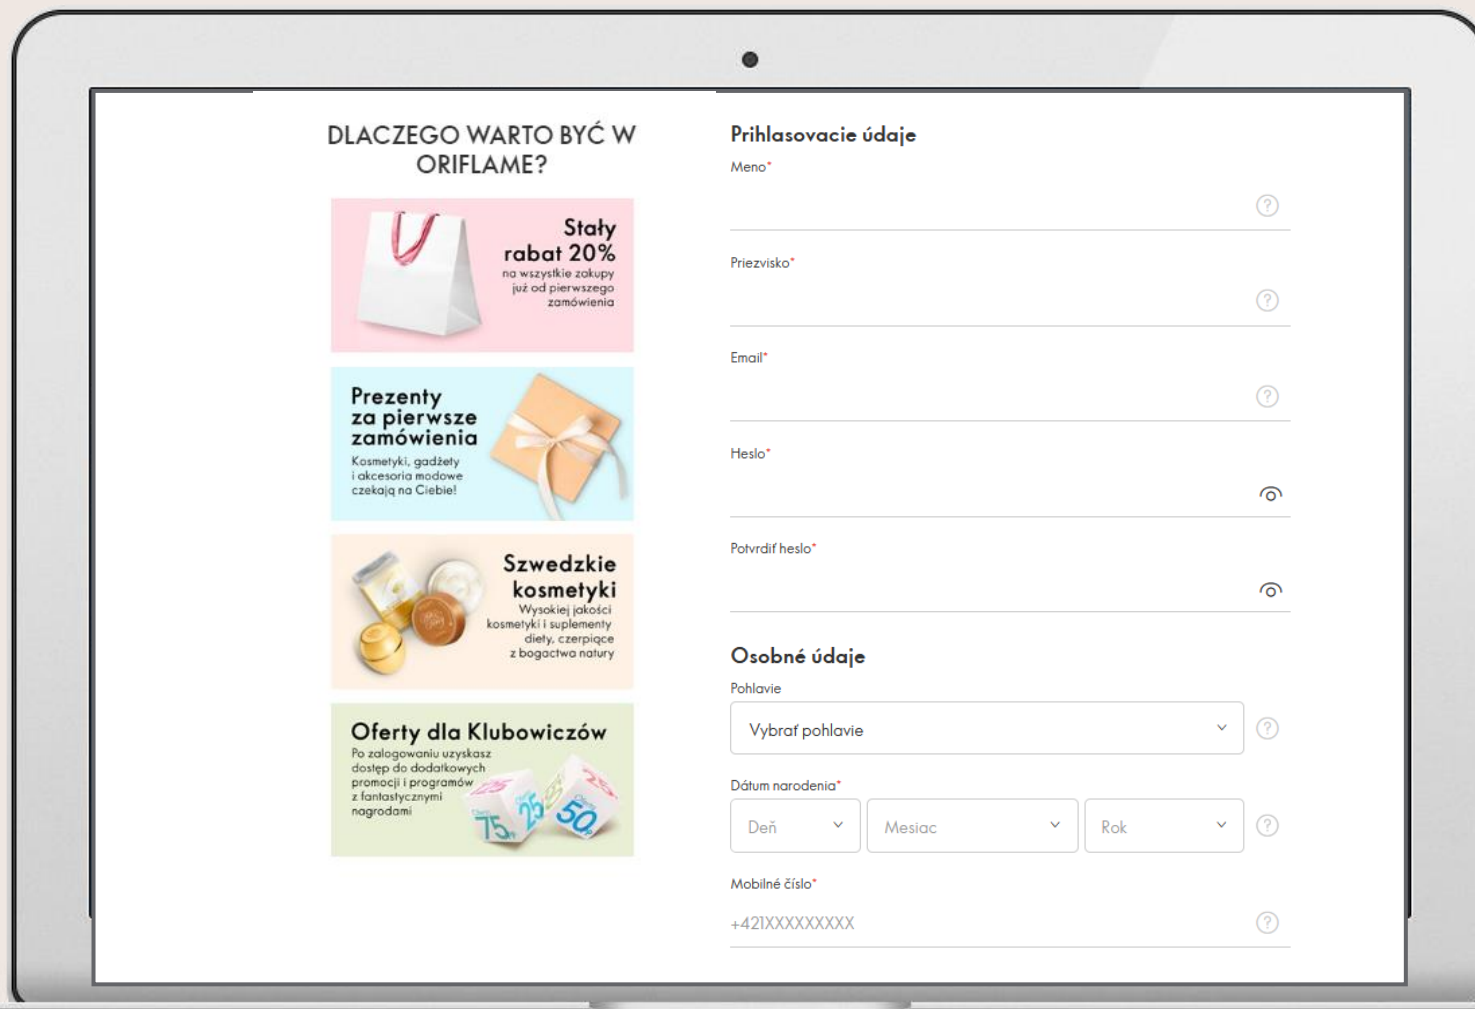 DLACZEGO WARTO BYĆ W
ORIFLAME?
Stały
rabat 20%
na wszystkie zakupy
już od pierwszego
zamówienia
Prezenty
za pierwsze
zamówienia
Kosmetyki, gadżety
i akcesoria modowe
czekają na Ciebie!
Szwedzkie
kosmetyki
Wysokiej jakości
kosmetyki i suplementy
diety, czerpiące
z bogactwa natury
Oferty dla Klubowiczów
Po zalogowaniu uzyskasz
dostęp do dodatkowych
promocji i programów
z fantastycznymi
nagrodami
75
25
50
Prihlasovacie údaje
Meno*
Priezvisko*
Email*
Heslo*
Potvrdiť heslo*
Osobné údaje
Pohlavie
Vybrať pohlavie
Dátum narodenia*
Deň Mesiac Rok
Mobilné číslo*
+421XXXXXXXXX